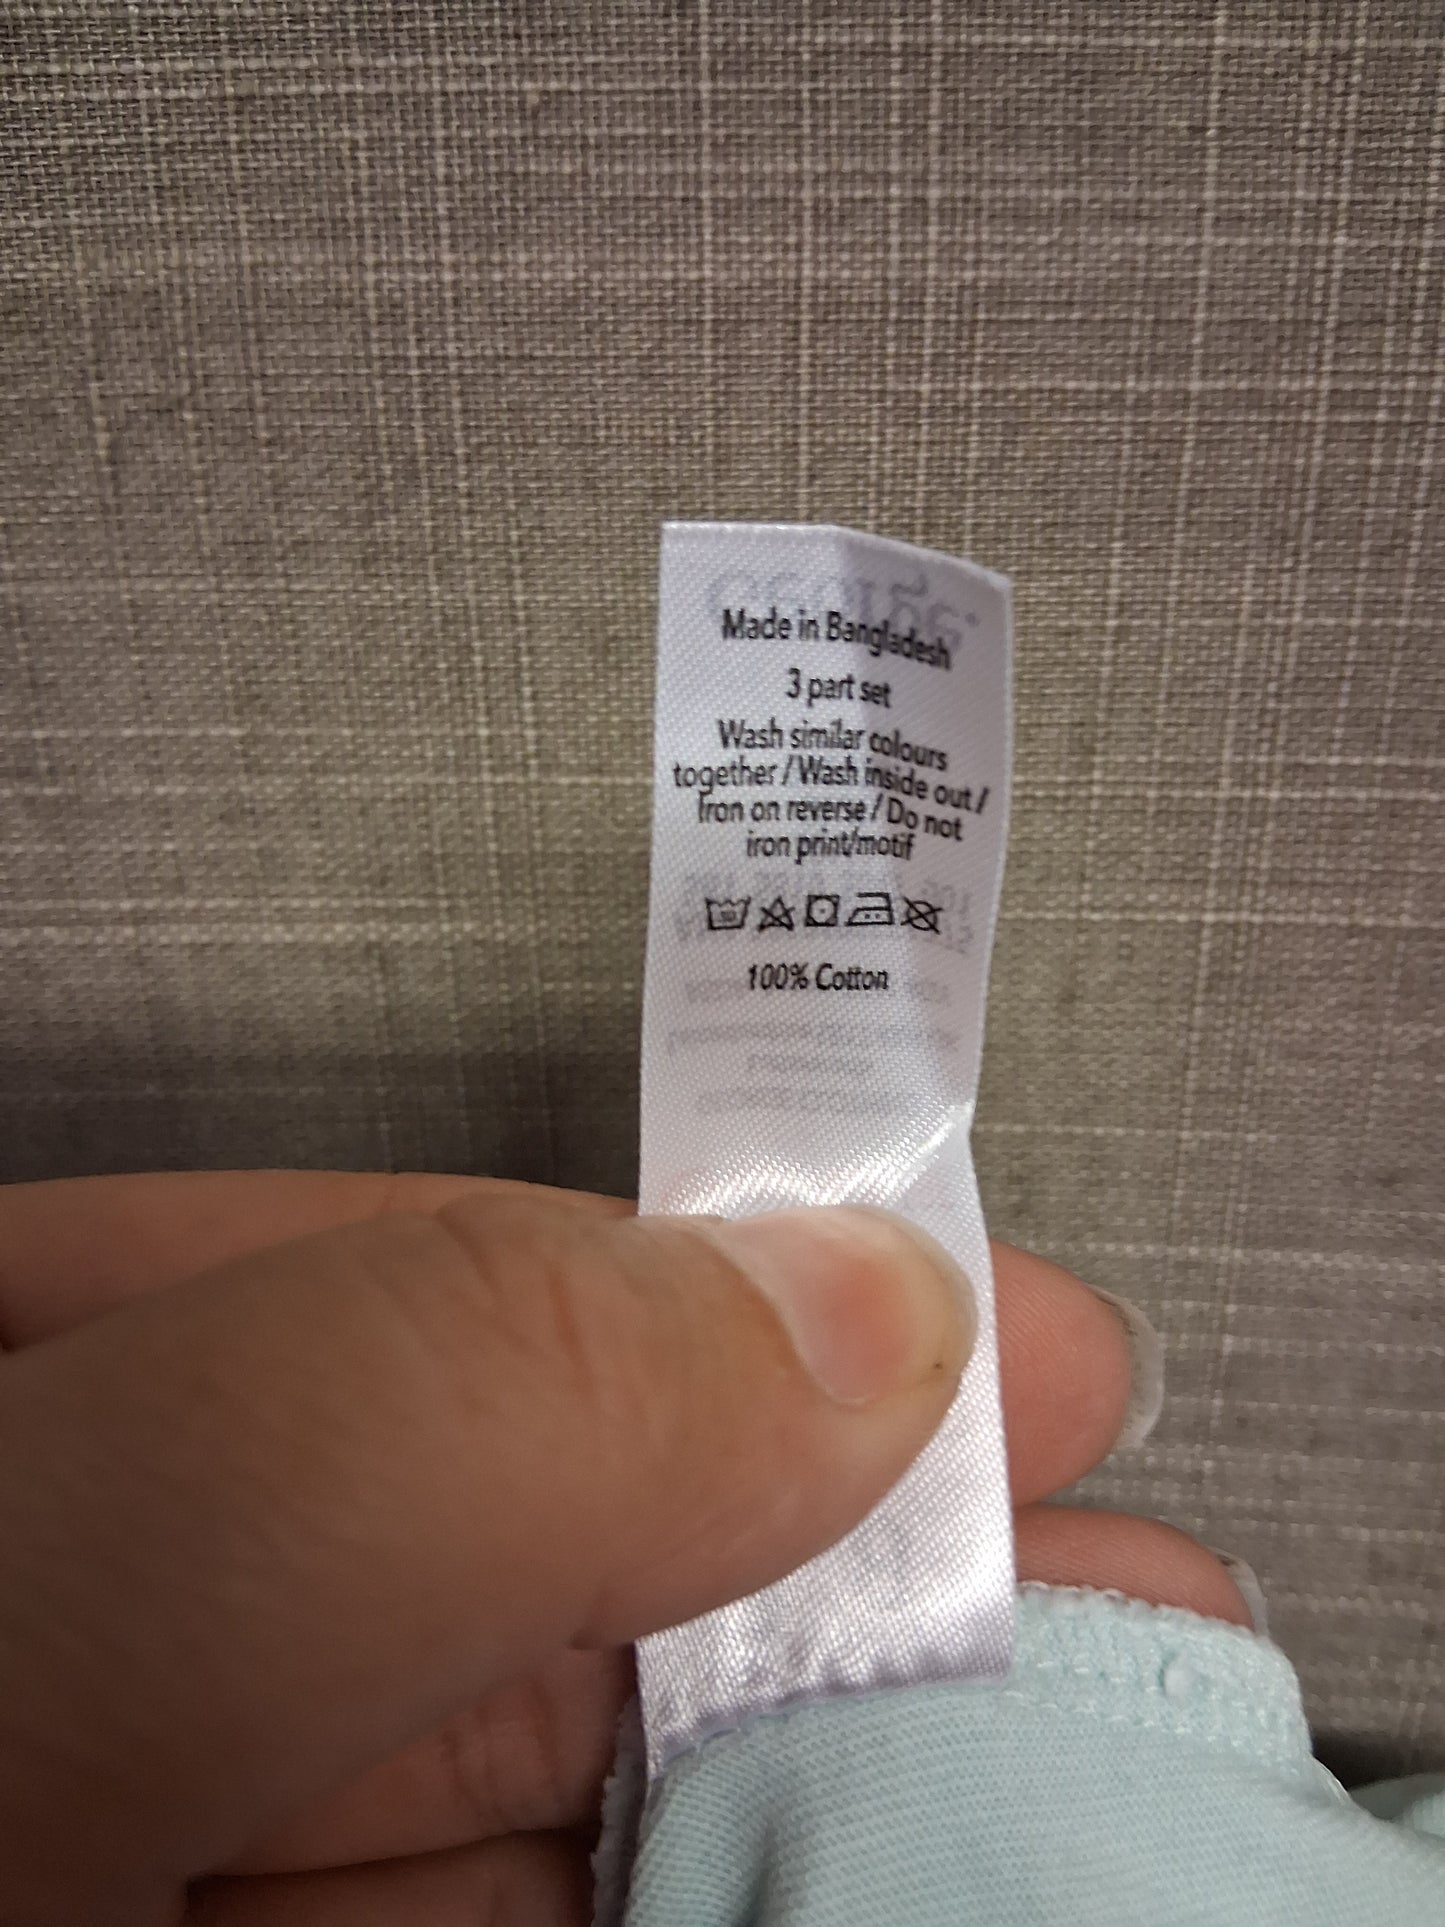 Made in Bangladesh
3 part set
Wash similar colours
together / Wash inside out /
Iron on reverse / Do not
iron print/motif
100% Cotton